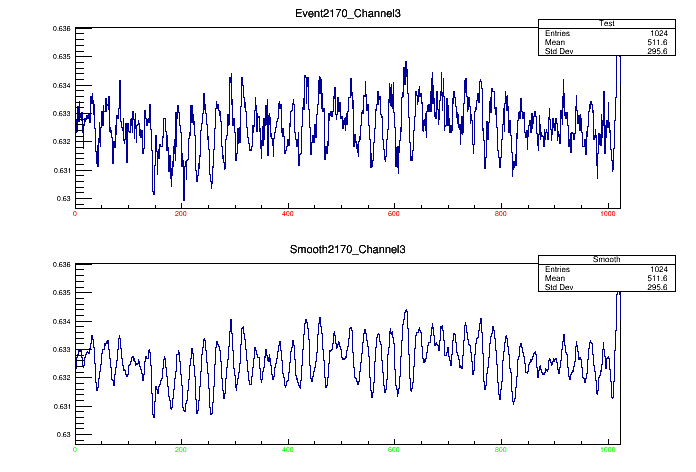 Event2170_Channel3
Test
Entries 1024
Mean 511.6
Std Dev 295.6
0.636
0.635
0.634
0.633
0.632
0.631
0.63
0 200 400 600 800 1000
Smooth2170_Channel3
Smooth
Entries 1024
Mean 511.6
Std Dev 295.6
0.636
0.635
0.634
0.633
0.632
0.631
0.63
0 200 400 600 800 1000